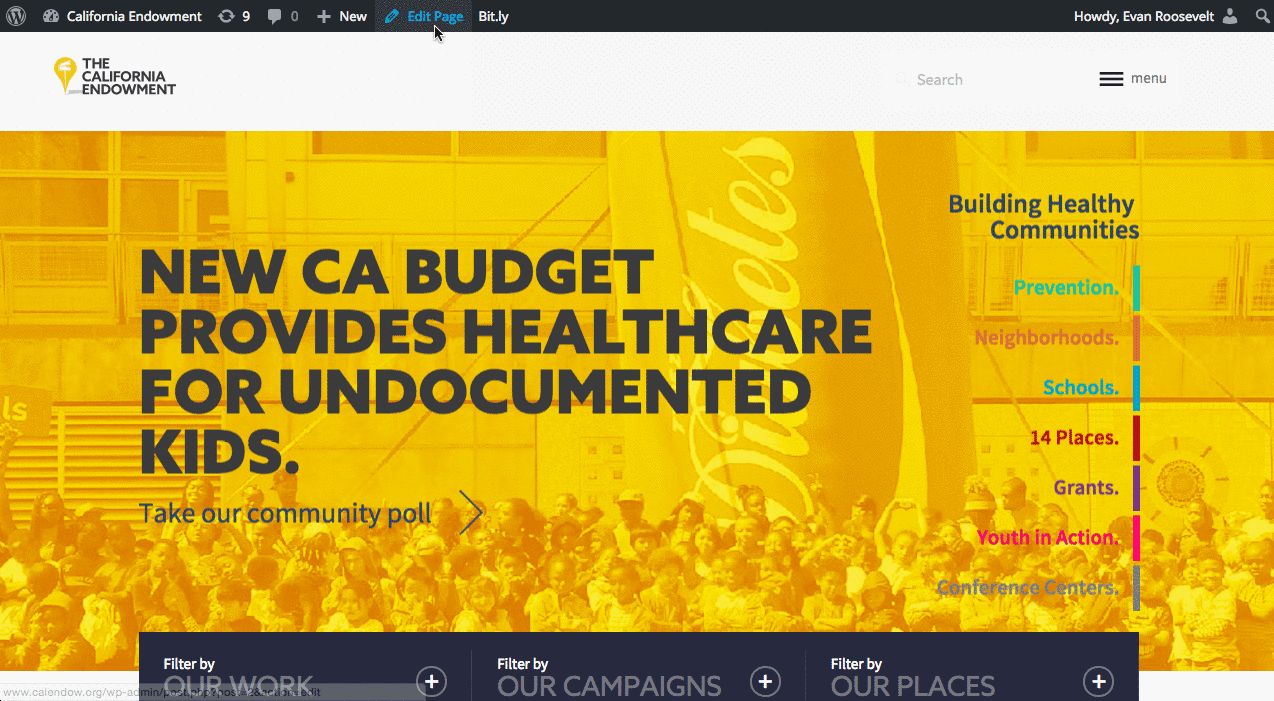 California Endowment 9 0 New Edit Page Bit.ly Howdy, Evan Roosevelt
THE
CALIFORNIA
ENDOWMENT
Search
menu
Diabetes
NEW CA BUDGET
PROVIDES HEALTHCARE
FOR UNDOCUMENTED
KIDS.
Take our community poll
Building Healthy
Communities
Prevention.
Neighborhoods.
Schools.
14 Places.
Grants.
Youth in Action.
Conference Centers.
ls
Filter by
OUR WORK
Filter by
OUR CAMPAIGNS
Filter by
OUR PLACES
www.calendow.org/wp-admin/post.php?post=2&action=edit